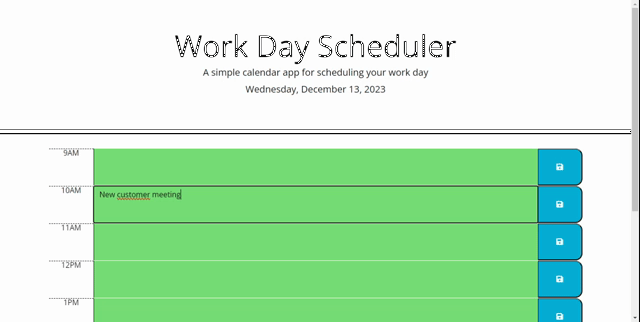 Work Day Scheduler
A simple calendar app for scheduling your work day
Wednesday, December 13, 2023
9AM
10AM
New customer meeting
11AM
12PM
1PM